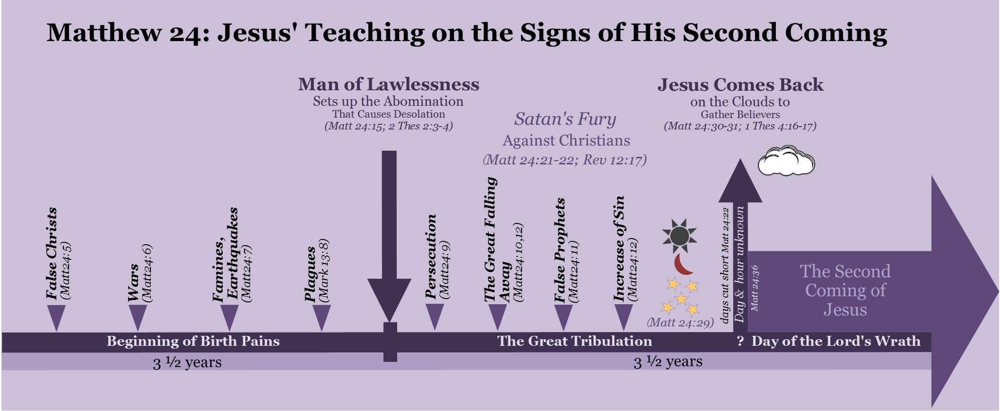 Matthew 24: Jesus' Teaching on the Signs of His Second Coming
Man of Lawlessness
Sets up the Abomination
That Causes Desolation
(Matt 24:15; 2 Thes 2:3-4)
Satan's Fury
Against Christians
(Matt 24:21-22; Rev 12:17)
Jesus Comes Back
on the Clouds to
Gather Believers
(Matt 24:30-31; 1 Thes 4:16-17)
False Christs
(Matt24:5)
Wars
(Matt24:6)
Famines,
Earthquakes
(Matt24:7)
Plagues
(Mark 13:8)
Persecution
(Matt24:9)
The Great Falling
Away
(Matt24:10,12)
False Prophets
(Matt24:11)
Increase of Sin
(Matt24:12)
(Matt 24:29)
days cut short Matt 24:22
Day & hour unknown
Matt 24:36
The Second
Coming of
Jesus
Beginning of Birth Pains
The Great Tribulation
? Day of the Lord's Wrath
3 ½ years
3 ½ years